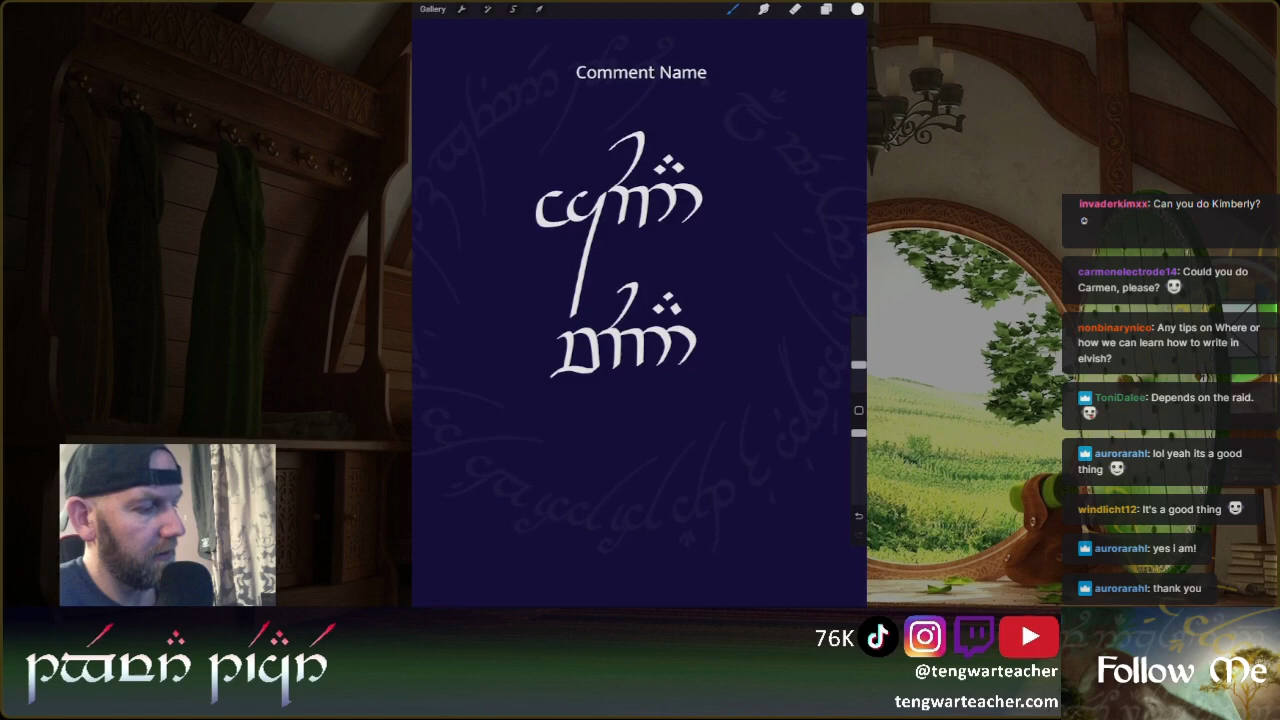 Gallery
Comment Name
invaderkimxx: Can you do Kimberly? ☺
carmenelectrode14: Could you do
Carmen, please?
nonbinarynico: Any tips on Where or
how we can learn how to write in
elvish?
ToniDalee: Depends on the raid.
aurorarahl: lol yeah its a good
thing
windlicht12: It's a good thing
aurorarahl: yes i am!
aurorarahl: thank you
76K
@tengwarteacher
tengwarteacher.com
Follow Me